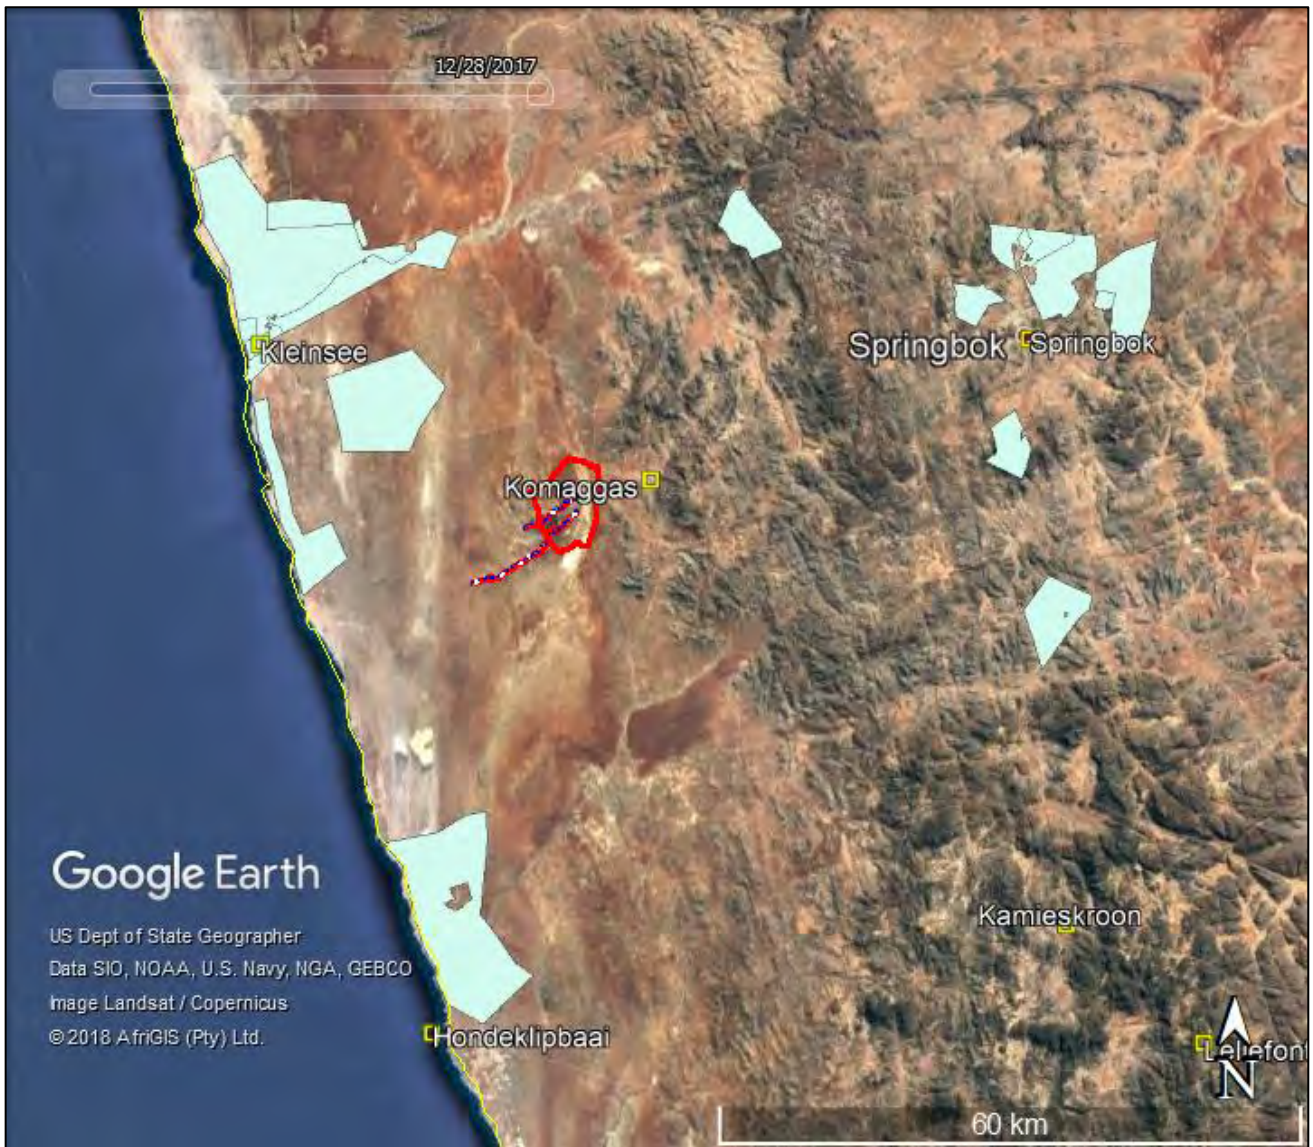 12/28/2017
Kleinsee
Springbok
Springbok
Komaggas
Google Earth
US Dept of State Geographer
Data SIO, NOAA, U.S. Navy, NGA, GEBCO
Image Landsat / Copernicus
© 2018 AfriGIS (Pty) Ltd.
Kamieskroon
Hondeklipbaai
Leliefont
N
60 km